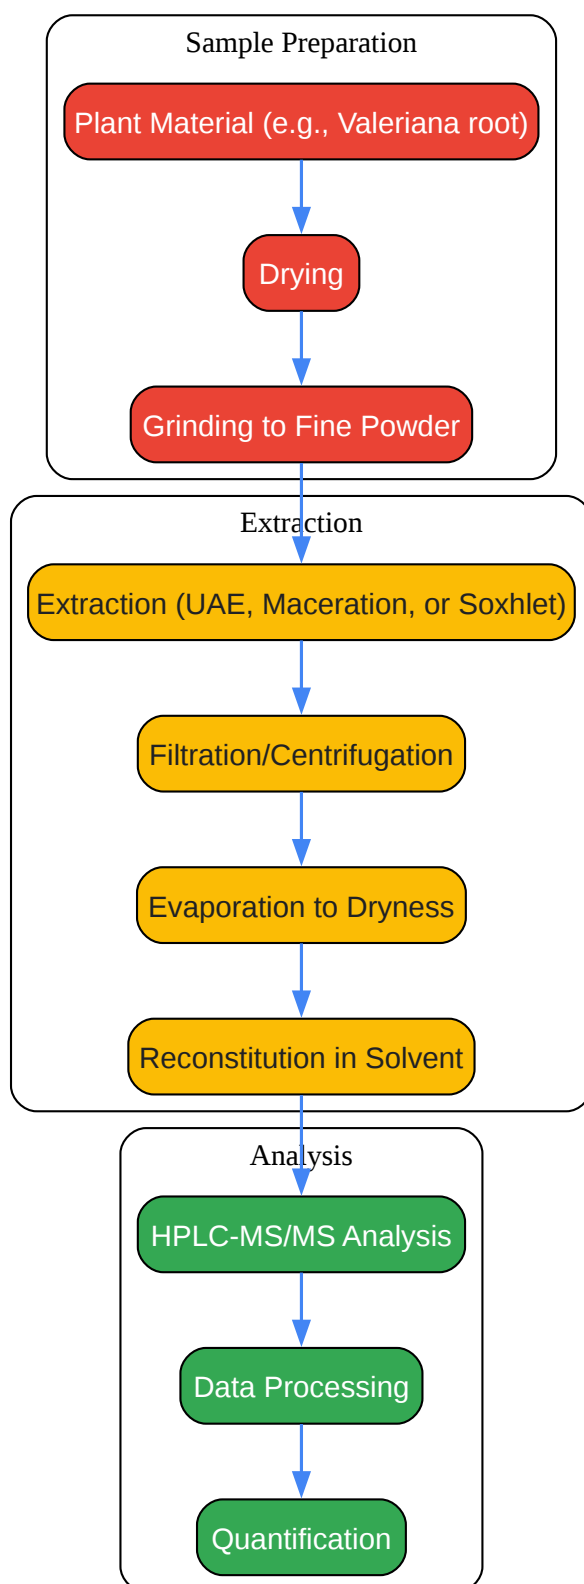 Sample Preparation
Plant Material (e.g., Valeriana root)
Drying
Grinding to Fine Powder
Extraction
Extraction (UAE, Maceration, or Soxhlet)
Filtration/Centrifugation
Evaporation to Dryness
Reconstitution in Solvent
Analysis
HPLC-MS/MS Analysis
Data Processing
Quantification